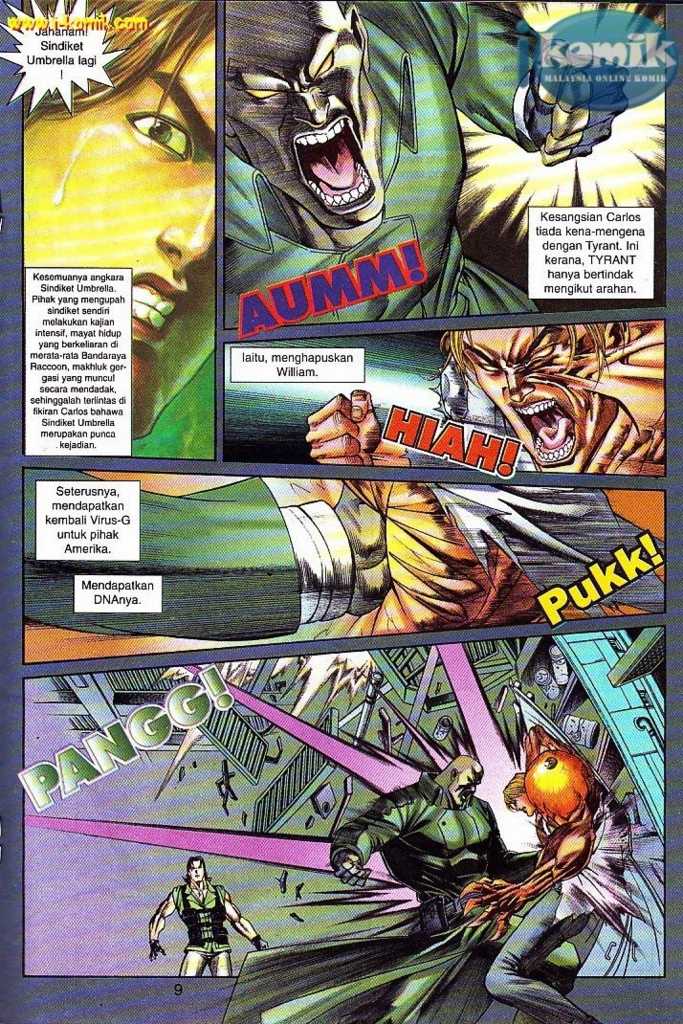 www.i-komik.com
Jahanam!
Sindiket
Umbrella lagi
!
ikomik
MALAYSIA ONLINE KOMIK
Kesangsian Carlos
tiada kena-mengena
dengan Tyrant. Ini
kerana, TYRANT
hanya bertindak
mengikut arahan.
AUMM!
Kesemuanya angkara
Sindiket Umbrella.
Pihak yang mengupah
sindiket sendiri
melakukan kajian
intensif, mayat hidup
yang berkeliaran di
merata-rata Bandaraya
Raccoon, makhluk ger-
gasi yang muncul
secara mendadak,
sehinggalah terlintas di
fikiran Carlos bahawa
Sindiket Umbrella
merupakan punca
kejadian.
Iaitu, menghapuskan
William.
HIAH!
Seterusnya,
mendapatkan
kembali Virus-G
untuk pihak
Amerika.
Mendapatkan
DNAnya.
Pukk!
PANGG!
9